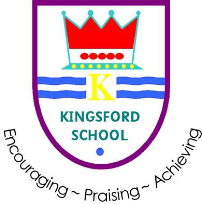 K
KINGSFORD
SCHOOL
Encouraging ~ Praising ~ Achieving